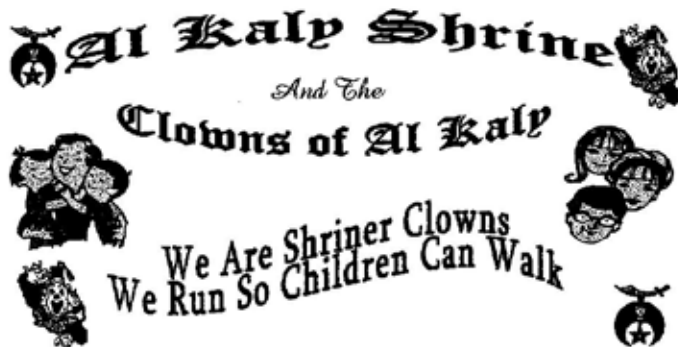 Al Kaly Shrine
And The
Clowns of Al Kaly
We Are Shriner Clowns
We Run So Children Can Walk